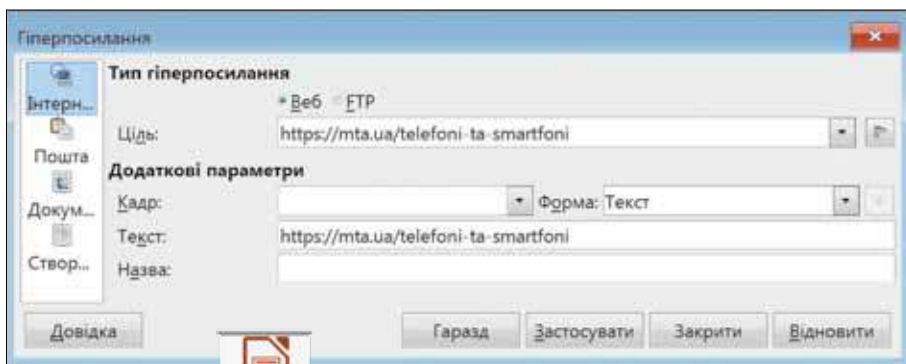 Гіперпосилання
Інтерн...
Пошта
Докум...
Створ...
Тип гіперпосилання
Веб FTP
Ціль: https://mta.ua/telefoni-ta-smartfoni
Додаткові параметри
Кадр: Форма: Текст
Текст: https://mta.ua/telefoni-ta-smartfoni
Назва:
Довідка Гаразд Застосувати Закрити Відновити